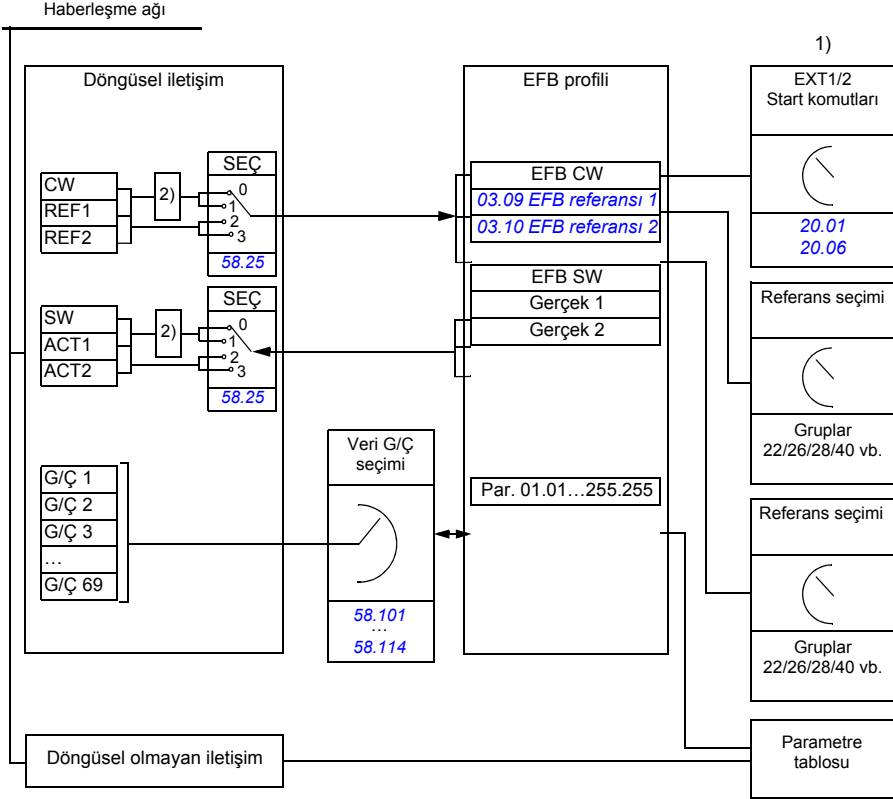 Haberleşme ağı
Döngüsel iletişim
CW
REF1
REF2
2)
SEÇ
0
1
2
3
58.25
SW
ACT1
ACT2
2)
SEÇ
0
1
2
3
58.25
G/Ç 1
G/Ç 2
G/Ç 3
…
G/Ç 69
Veri G/Ç
seçimi
58.101
…
58.114
EFB profili
EFB CW
03.09 EFB referansı 1
03.10 EFB referansı 2
EFB SW
Gerçek 1
Gerçek 2
Par. 01.01…255.255
1)
EXT1/2
Start komutları
20.01
20.06
Referans seçimi
Gruplar
22/26/28/40 vb.
Referans seçimi
Gruplar
22/26/28/40 vb.
Döngüsel olmayan iletişim
Parametre
tablosu